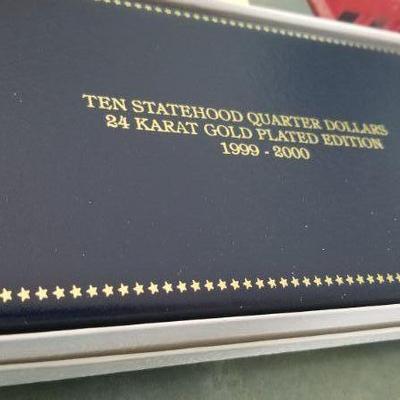 TEN STATEHOOD QUARTER DOLLARS
24 KARAT GOLD PLATED EDITION
1999 - 2000